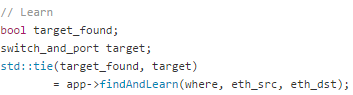 // Learn
bool target_found;
switch_and_port target;
std::tie(target_found, target)
= app->findAndLearn(where, eth_src, eth_dst);